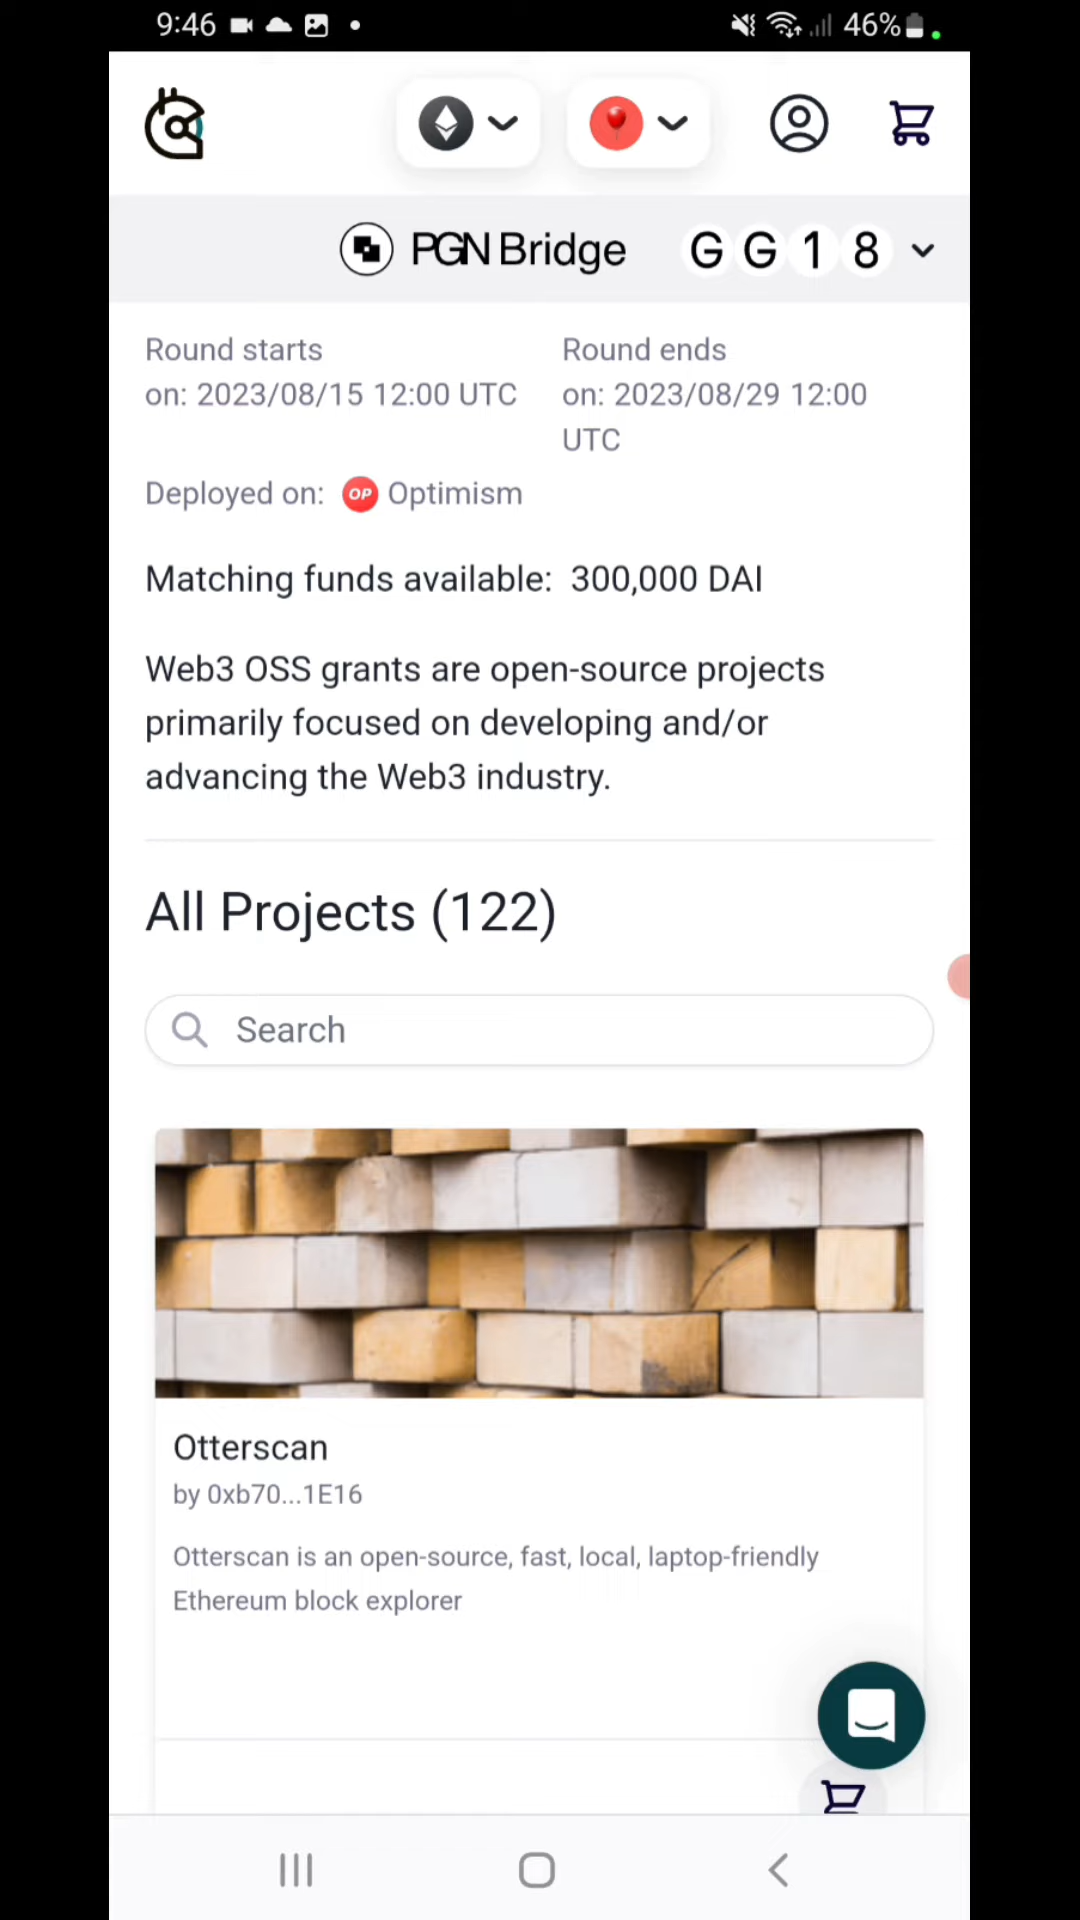 9:46
46%
PGN Bridge
GG18
Round starts
on: 2023/08/15 12:00 UTC
Round ends
on: 2023/08/29 12:00
UTC
Deployed on: OP Optimism
Matching funds available: 300,000 DAI
Web3 OSS grants are open-source projects
primarily focused on developing and/or
advancing the Web3 industry.
All Projects (122)
Search
Otterscan
by 0xb70...1E16
Otterscan is an open-source, fast, local, laptop-friendly
Ethereum block explorer